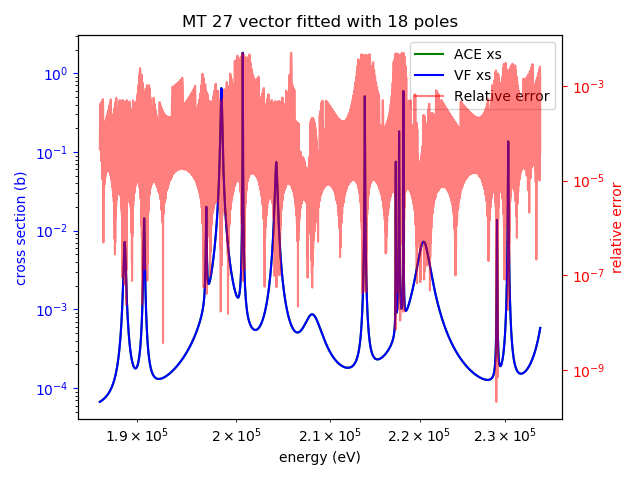 MT 27 vector fitted with 18 poles
ACE xs
VF xs
Relative error
10⁰
10⁻¹
10⁻²
10⁻³
10⁻⁴
cross section (b)
10⁻³
10⁻⁵
10⁻⁷
10⁻⁹
relative error
1.9 × 10⁵
2 × 10⁵
2.1 × 10⁵
2.2 × 10⁵
2.3 × 10⁵
energy (eV)